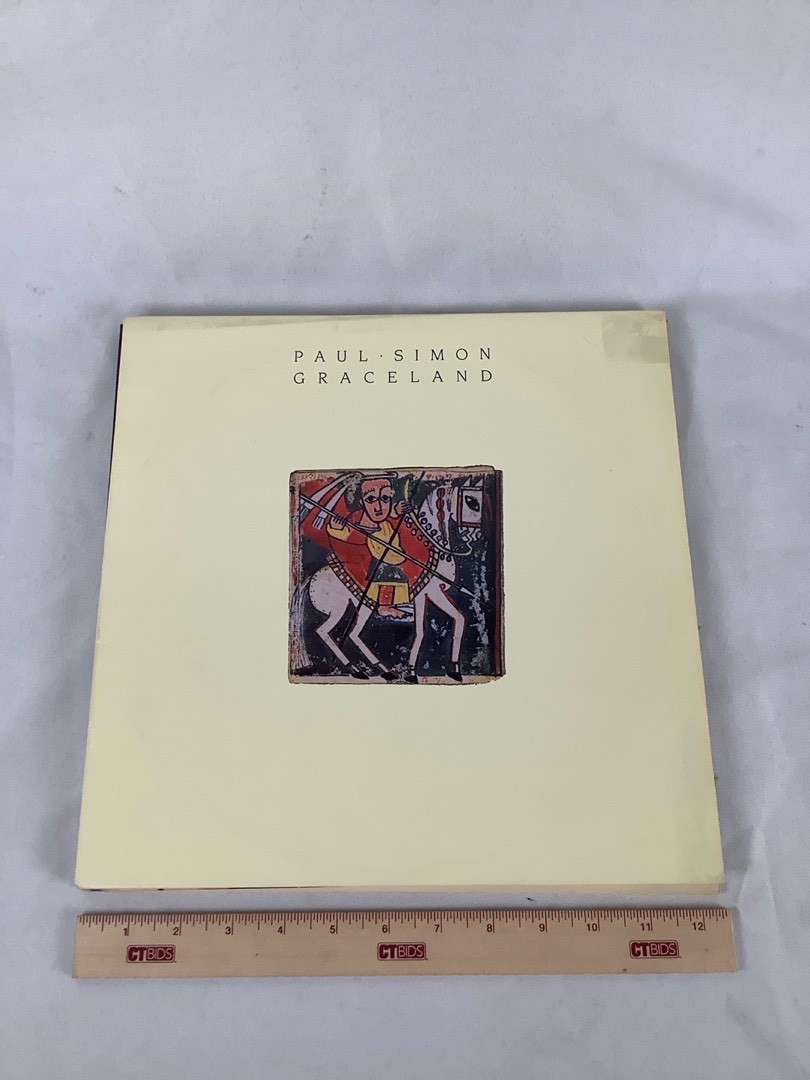 PAUL · SIMON
GRACELAND
1 2 3 4 5 6 7 8 9 10 11 12
CTBIDS CTBIDS CTBIDS